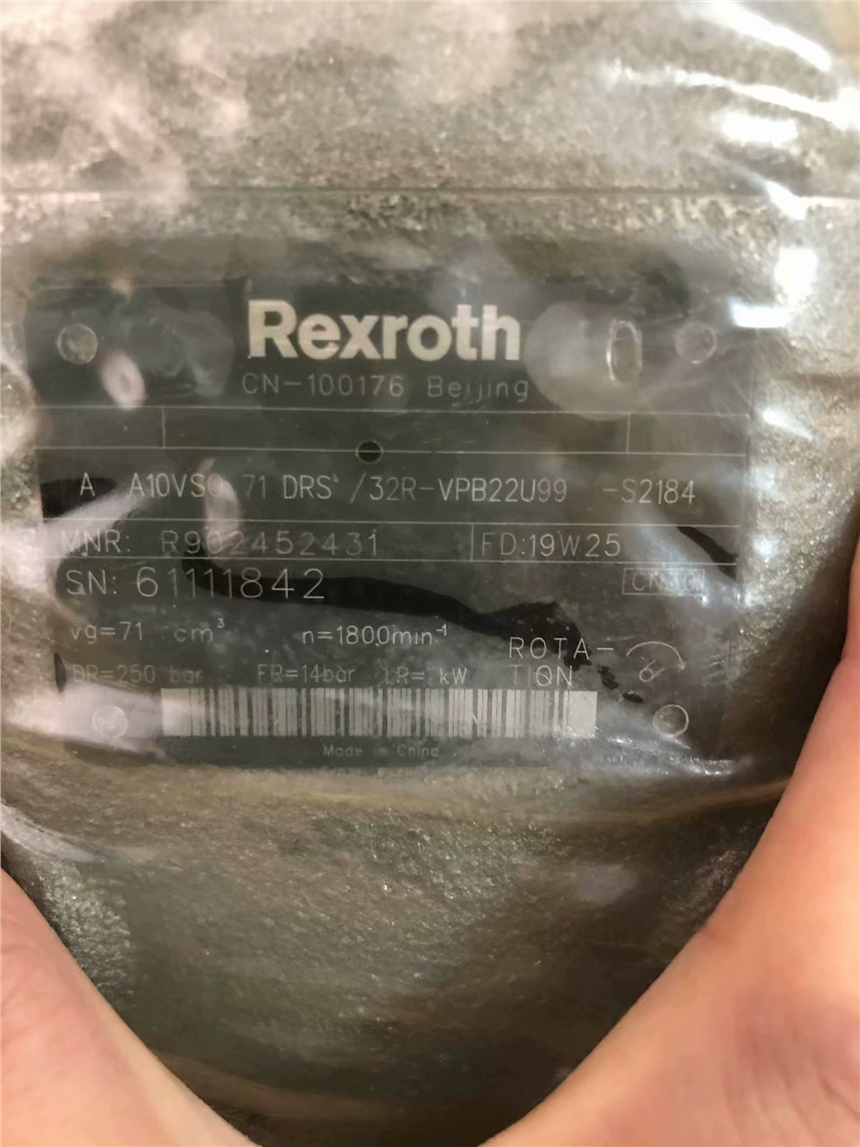 Rexroth
CN-100176 Beijing
A A10VSO 71 DRS /32R-VPB22U99 -S2184
MNR: R902452431 FD:19W25
SN: 61111842
vg=71 cm³ n=1800min⁻¹
ROTA-
DR=250 bar FR=14bar LR= kW
TION
Made in China